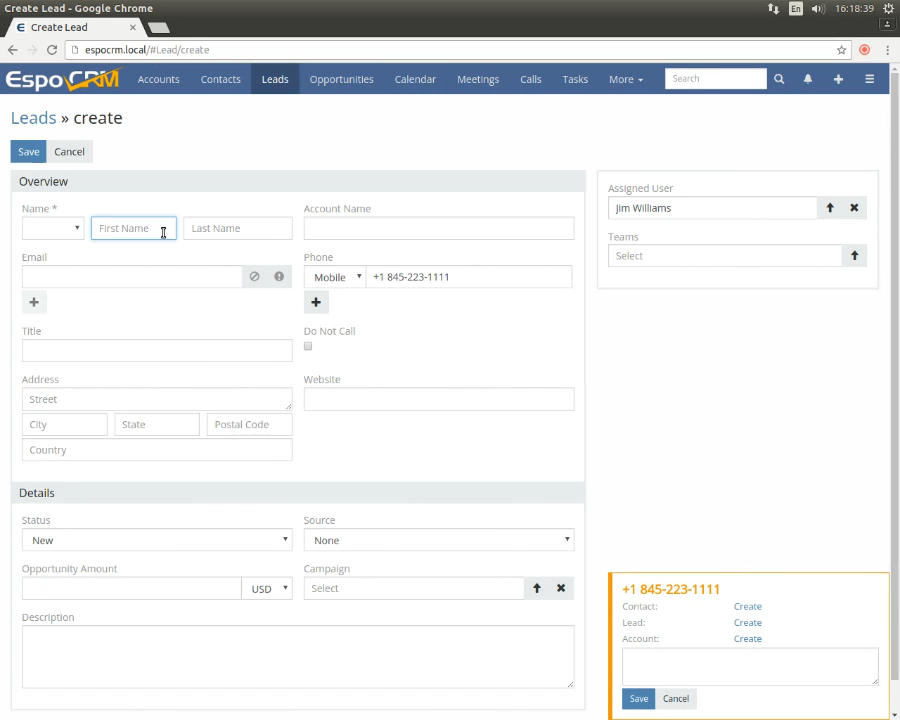 Create Lead - Google Chrome
En
16:18:39
Create Lead
espocrm.local/#Lead/create
EspoCRM
Accounts
Contacts
Leads
Opportunities
Calendar
Meetings
Calls
Tasks
More
Search
Leads » create
Save
Cancel
Overview
Name *
First Name
Last Name
Account Name
Email
Phone
Mobile
+1 845-223-1111
Title
Do Not Call
Address
Street
City
State
Postal Code
Country
Website
Details
Status
New
Source
None
Opportunity Amount
USD
Campaign
Select
Description
Assigned User
Jim Williams
Teams
Select
+1 845-223-1111
Contact: Create
Lead: Create
Account: Create
Save
Cancel